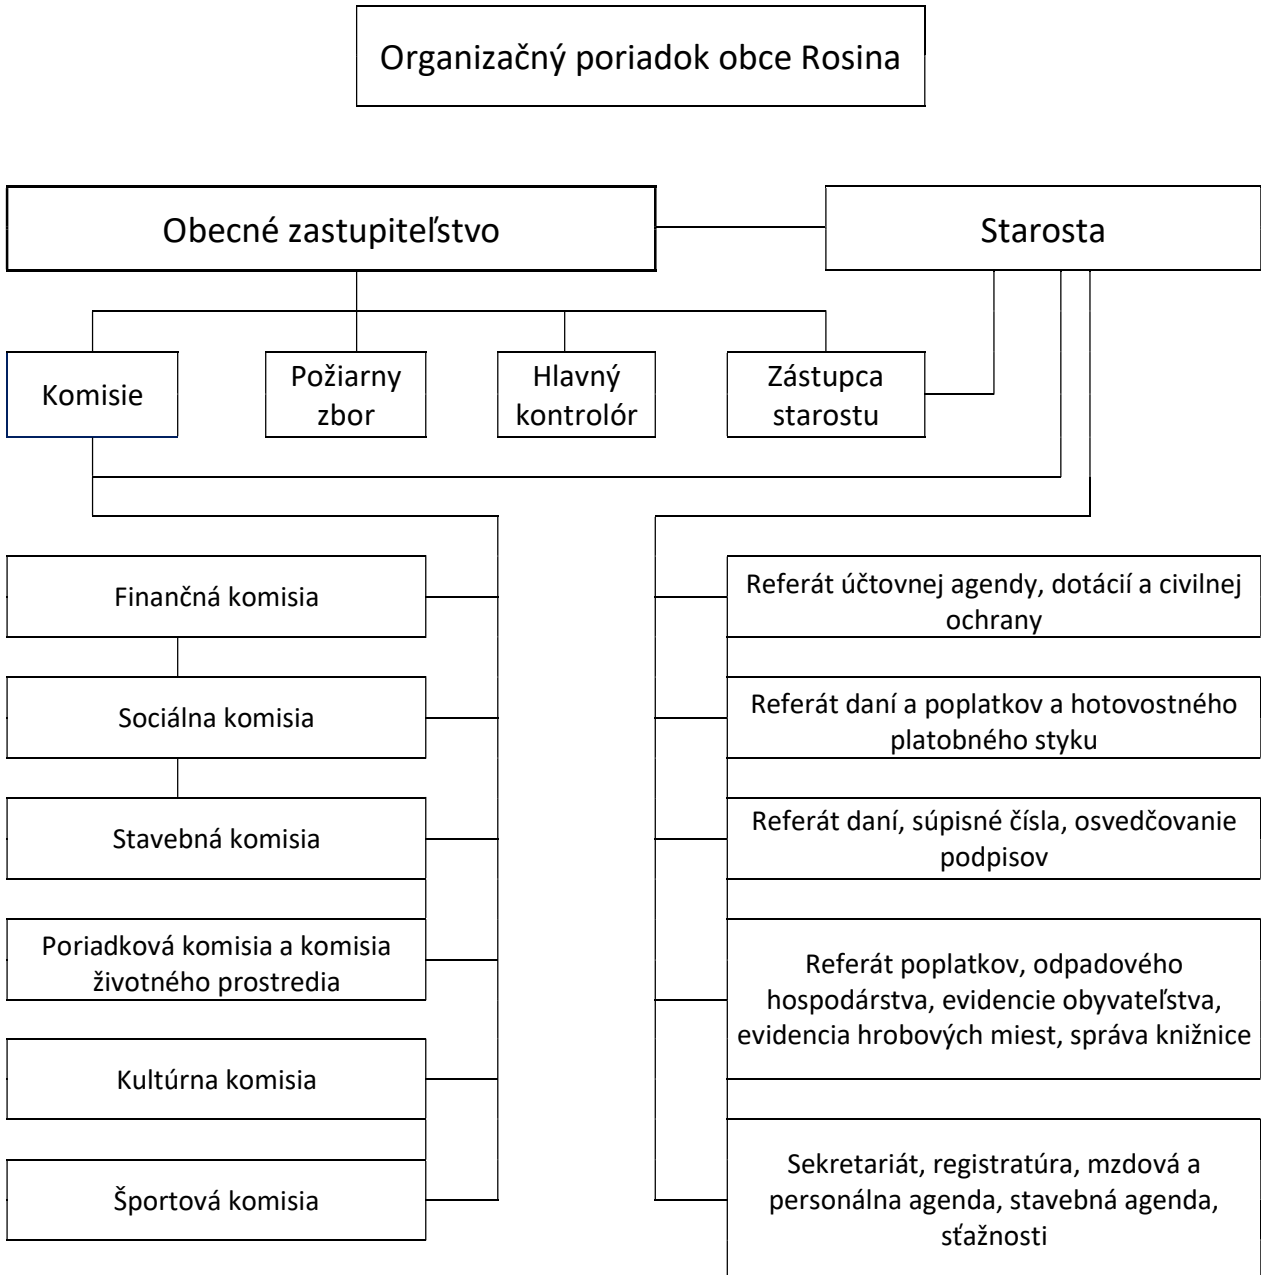 Organizačný poriadok obce Rosina
Obecné zastupiteľstvo
Starosta
Komisie
Požiarny
zbor
Hlavný
kontrolór
Zástupca
starostu
Finančná komisia
Sociálna komisia
Stavebná komisia
Poriadková komisia a komisia
životného prostredia
Kultúrna komisia
Športová komisia
Referát účtovnej agendy, dotácií a civilnej
ochrany
Referát daní a poplatkov a hotovostného
platobného styku
Referát daní, súpisné čísla, osvedčovanie
podpisov
Referát poplatkov, odpadového
hospodárstva, evidencie obyvateľstva,
evidencia hrobových miest, správa knižnice
Sekretariát, registratúra, mzdová a
personálna agenda, stavebná agenda,
sťažnosti